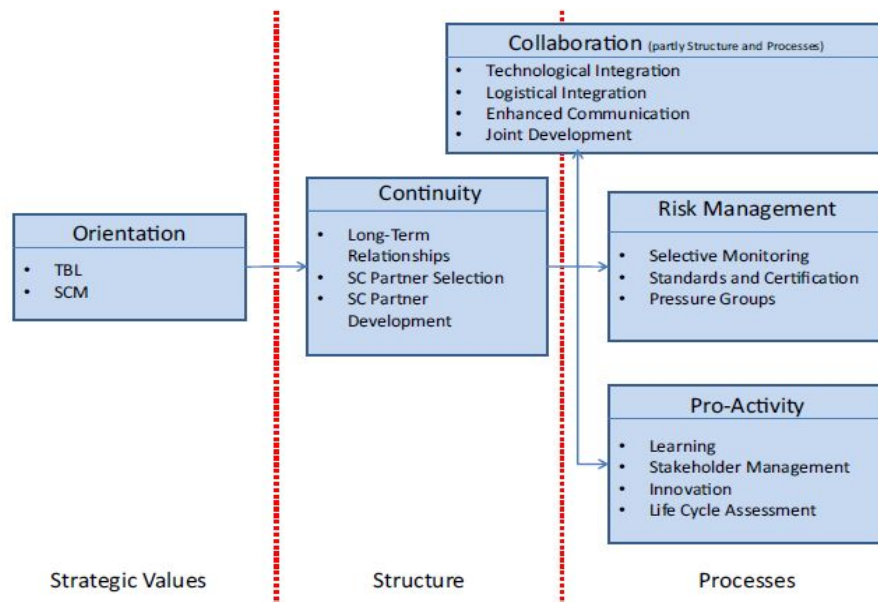 Collaboration (partly Structure and Processes)
• Technological Integration
• Logistical Integration
• Enhanced Communication
• Joint Development
Continuity
• Long-Term
Relationships
• SC Partner Selection
• SC Partner
Development
Orientation
• TBL
• SCM
Risk Management
• Selective Monitoring
• Standards and Certification
• Pressure Groups
Pro-Activity
• Learning
• Stakeholder Management
• Innovation
• Life Cycle Assessment
Strategic Values
Structure
Processes